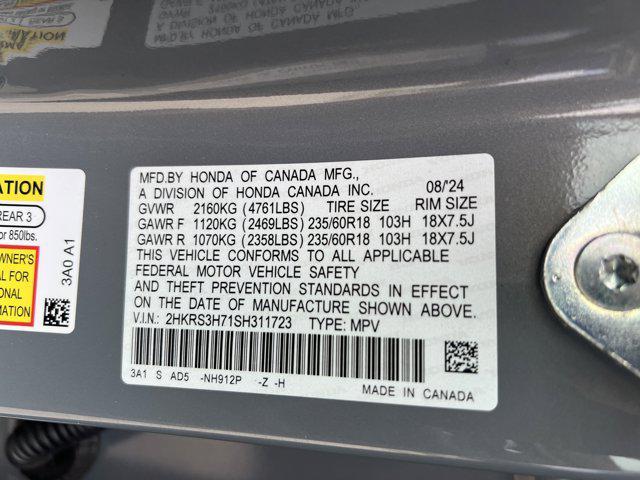 ATION
REAR 3
or 850lbs.
WNER'S
AL FOR
ONAL
MATION
3A0 A1
MFD.BY HONDA OF CANADA MFG.,
A DIVISION OF HONDA CANADA INC. 08/'24
GVWR 2160KG (4761LBS) TIRE SIZE RIM SIZE
GAWR F 1120KG (2469LBS) 235/60R18 103H 18X7.5J
GAWR R 1070KG (2358LBS) 235/60R18 103H 18X7.5J
THIS VEHICLE CONFORMS TO ALL APPLICABLE
FEDERAL MOTOR VEHICLE SAFETY
AND THEFT PREVENTION STANDARDS IN EFFECT
ON THE DATE OF MANUFACTURE SHOWN ABOVE.
V.I.N.: 2HKRS3H71SH311723 TYPE: MPV
3A1 S AD5 -NH912P -Z -H
MADE IN CANADA